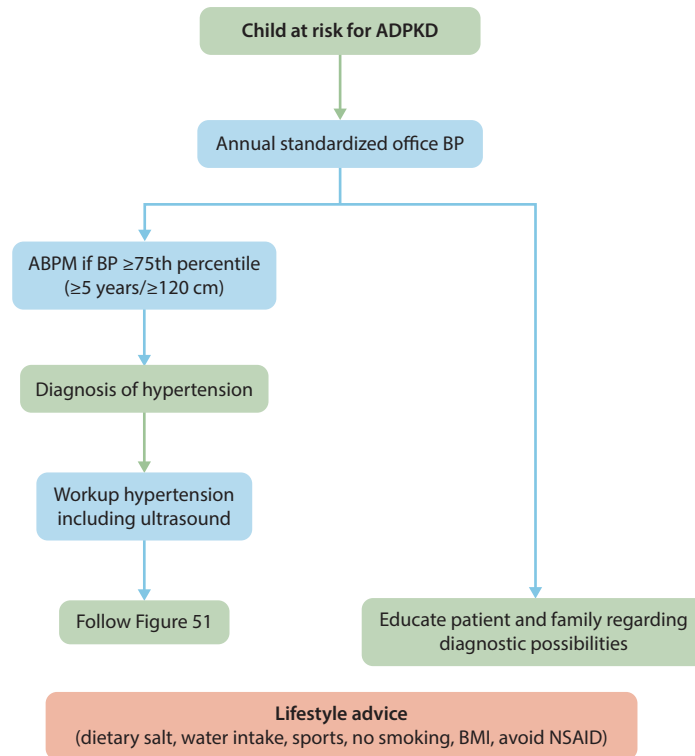 Child at risk for ADPKD
Annual standardized office BP
ABPM if BP ≥75th percentile
(≥5 years/≥120 cm)
Diagnosis of hypertension
Workup hypertension
including ultrasound
Follow Figure 51
Educate patient and family regarding
diagnostic possibilities
Lifestyle advice
(dietary salt, water intake, sports, no smoking, BMI, avoid NSAID)